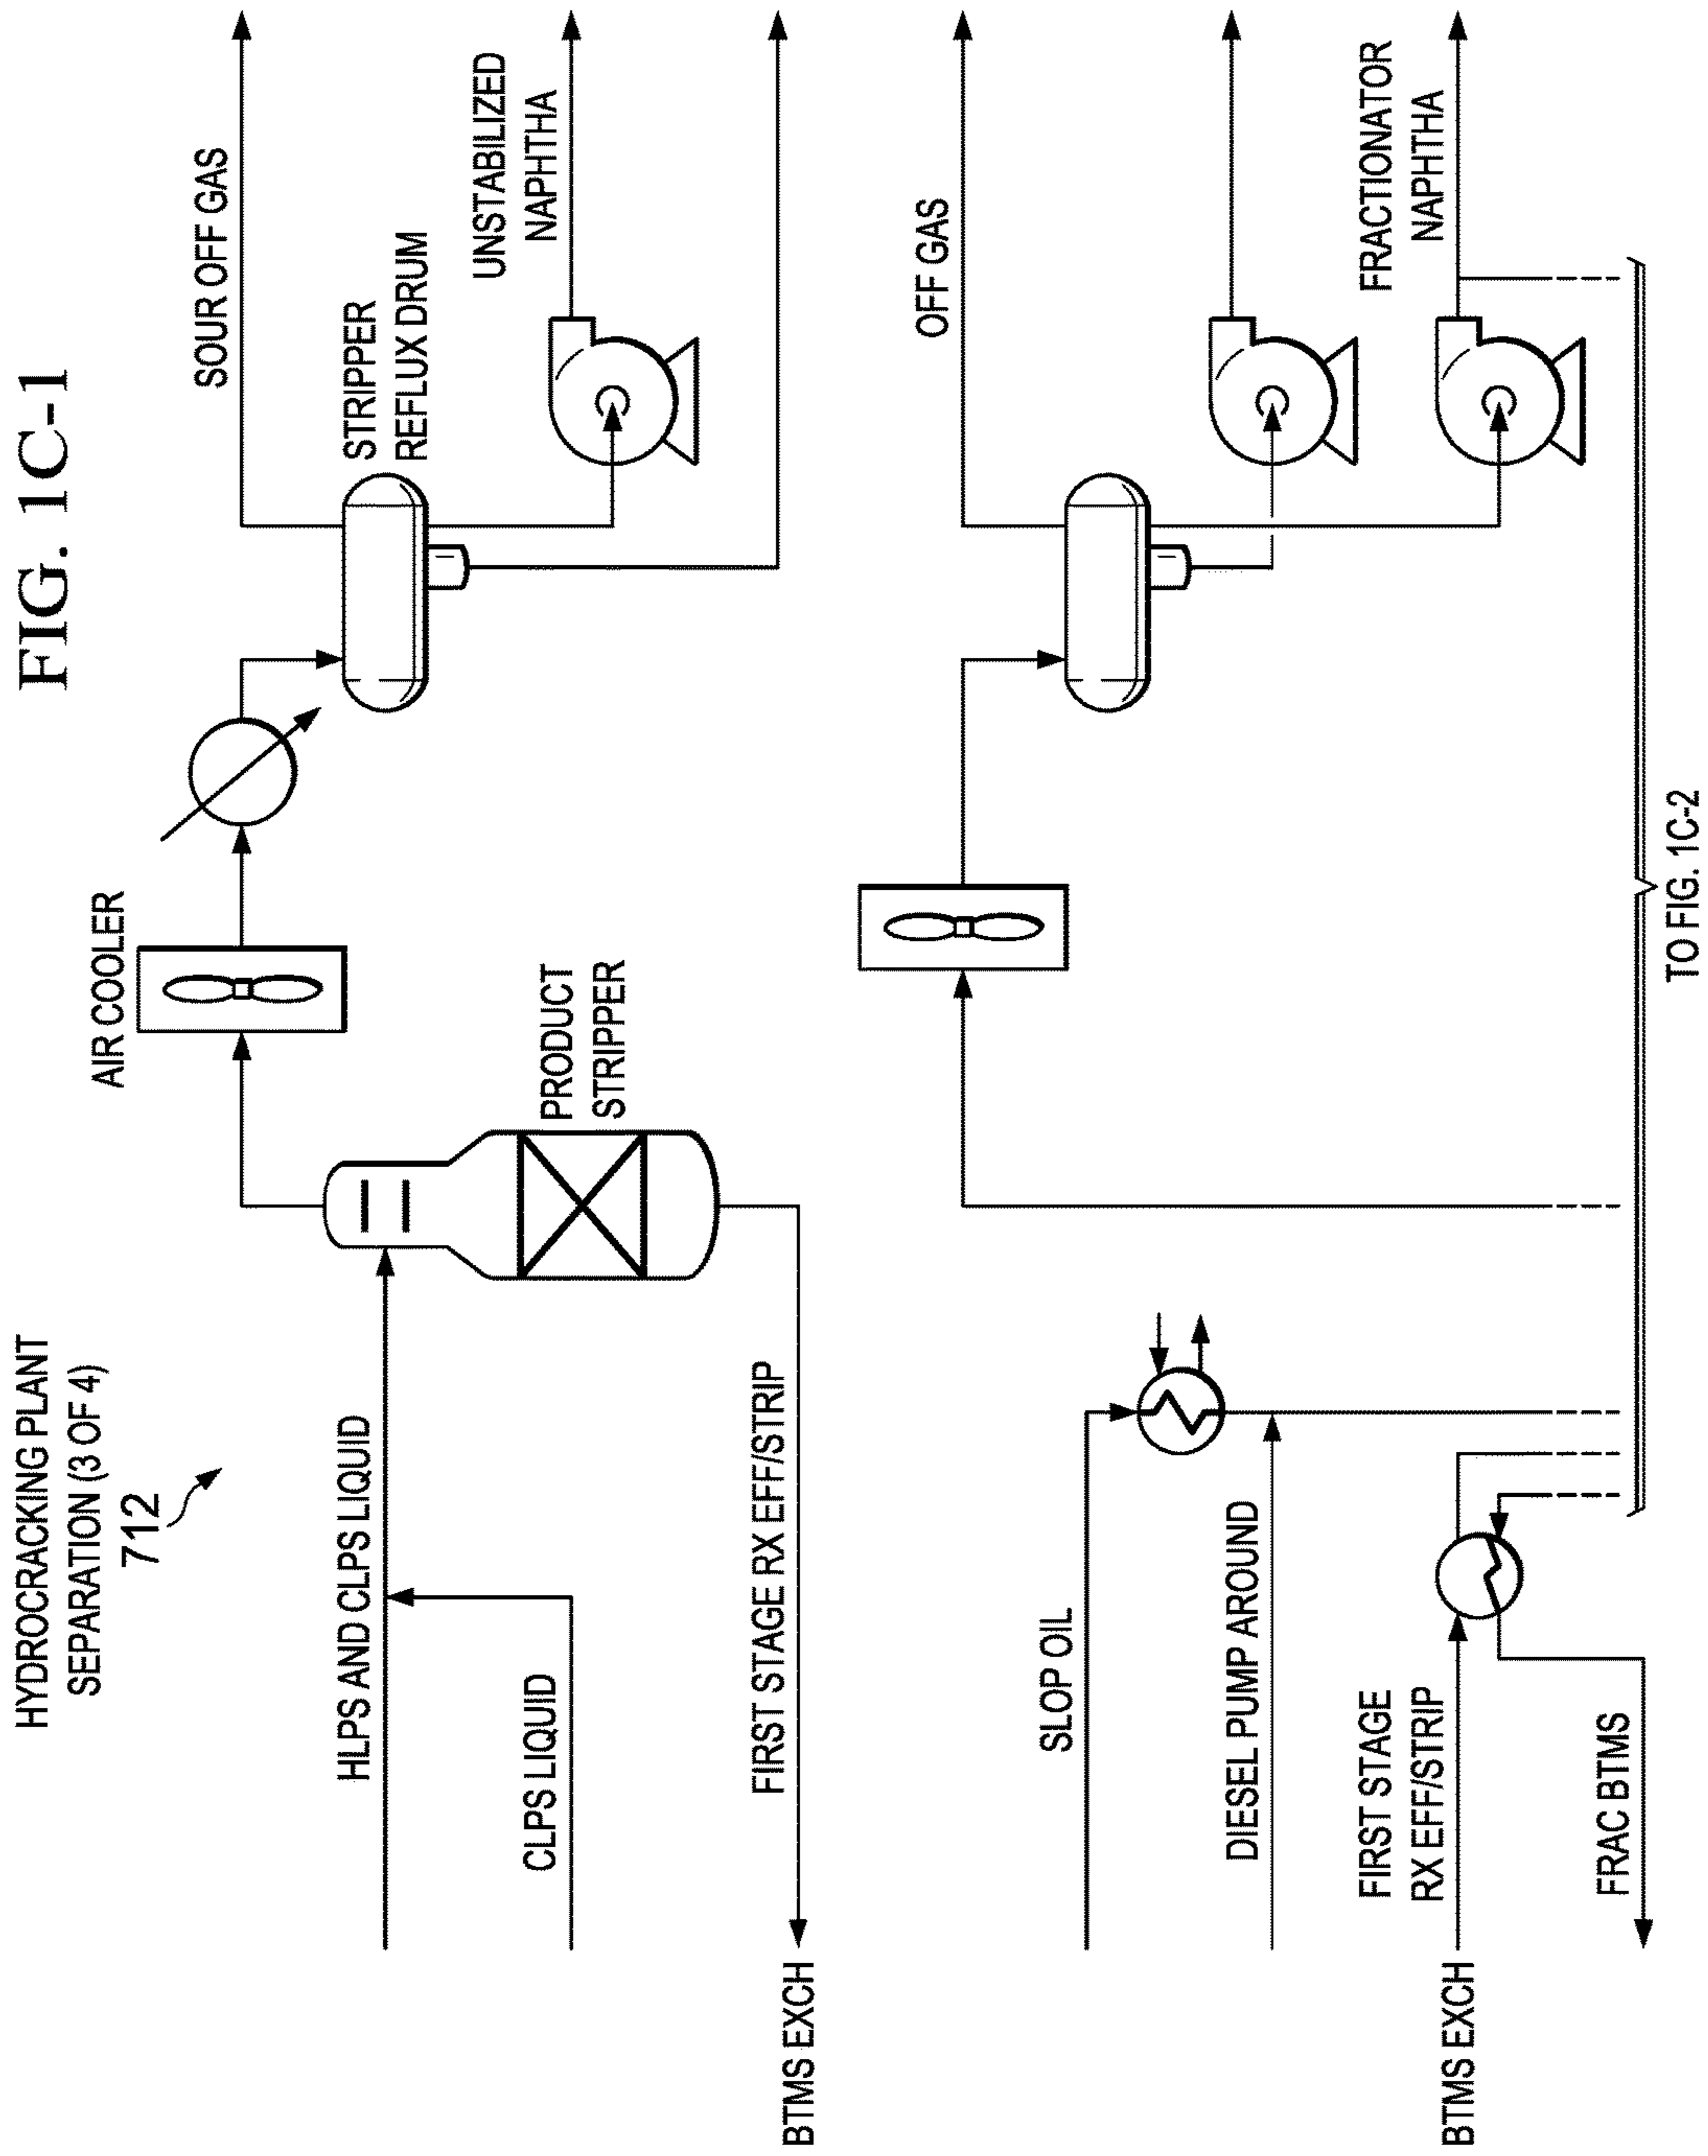 FIG. 1C-1
HYDROCRACKING PLANT
SEPARATION (3 OF 4)
712
AIR COOLER
SOUR OFF GAS
STRIPPER
REFLUX DRUM
UNSTABILIZED
NAPHTHA
HLPS AND CLPS LIQUID
PRODUCT
STRIPPER
CLPS LIQUID
FIRST STAGE RX EFF/STRIP
BTMS EXCH
OFF GAS
SLOP OIL
DIESEL PUMP AROUND
FIRST STAGE
RX EFF/STRIP
BTMS EXCH
FRACTIONATOR
NAPHTHA
FRAC BTMS
TO FIG. 1C-2